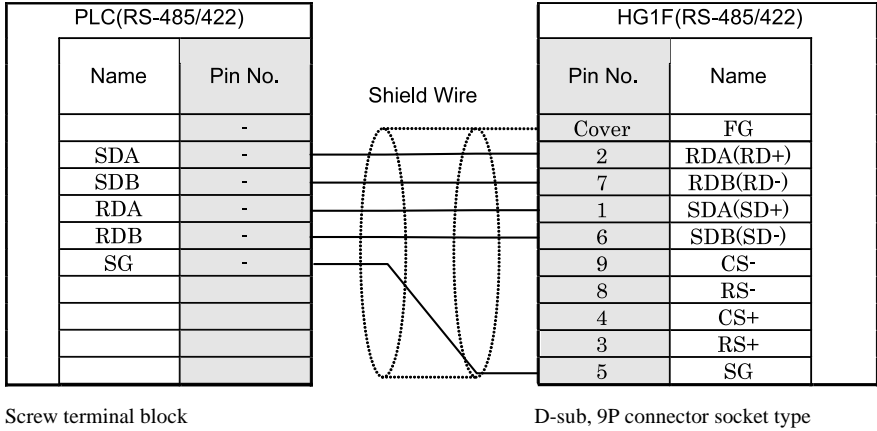 PLC(RS-485/422) HG1F(RS-485/422)
Name Pin No. Shield Wire Pin No. Name
- Cover FG
SDA - 2 RDA(RD+)
SDB - 7 RDB(RD-)
RDA - 1 SDA(SD+)
RDB - 6 SDB(SD-)
SG - 9 CS-
8 RS-
4 CS+
3 RS+
5 SG
Screw terminal block D-sub, 9P connector socket type